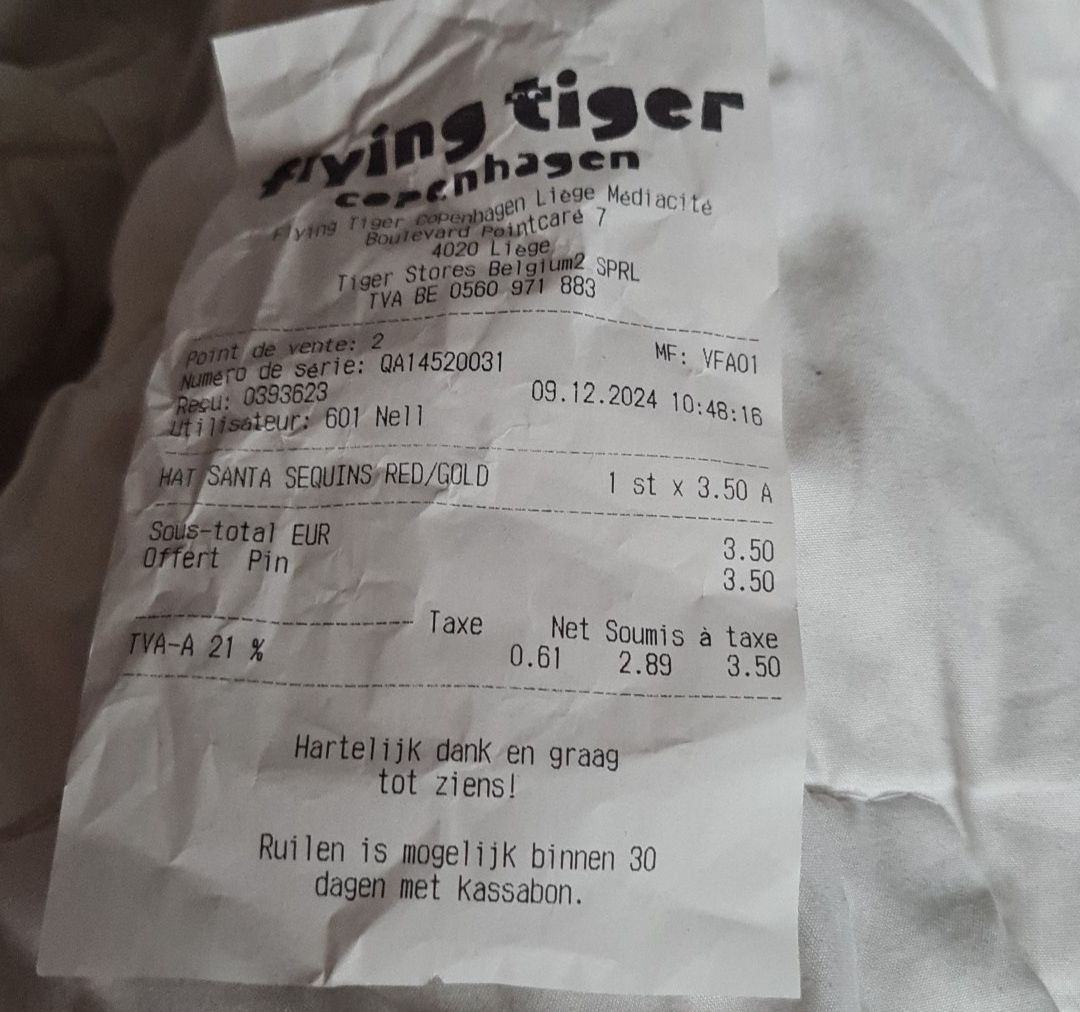 flying tiger
copenhagen
Flying Tiger Copenhagen Liège Médiacité
Boulevard Pointcaré 7
4020 Liège
Tiger Stores Belgium2 SPRL
TVA BE 0560 971 883
Point de vente: 2 MF: VFA01
Numéro de série: QA14520031
Reçu: 0393623 09.12.2024 10:48:16
Utilisateur: 601 Nell
HAT SANTA SEQUINS RED/GOLD 1 st x 3.50 A
Sous-total EUR 3.50
Offert Pin 3.50
Taxe Net Soumis à taxe
TVA-A 21 % 0.61 2.89 3.50
Hartelijk dank en graag
tot ziens!
Ruilen is mogelijk binnen 30
dagen met kassabon.